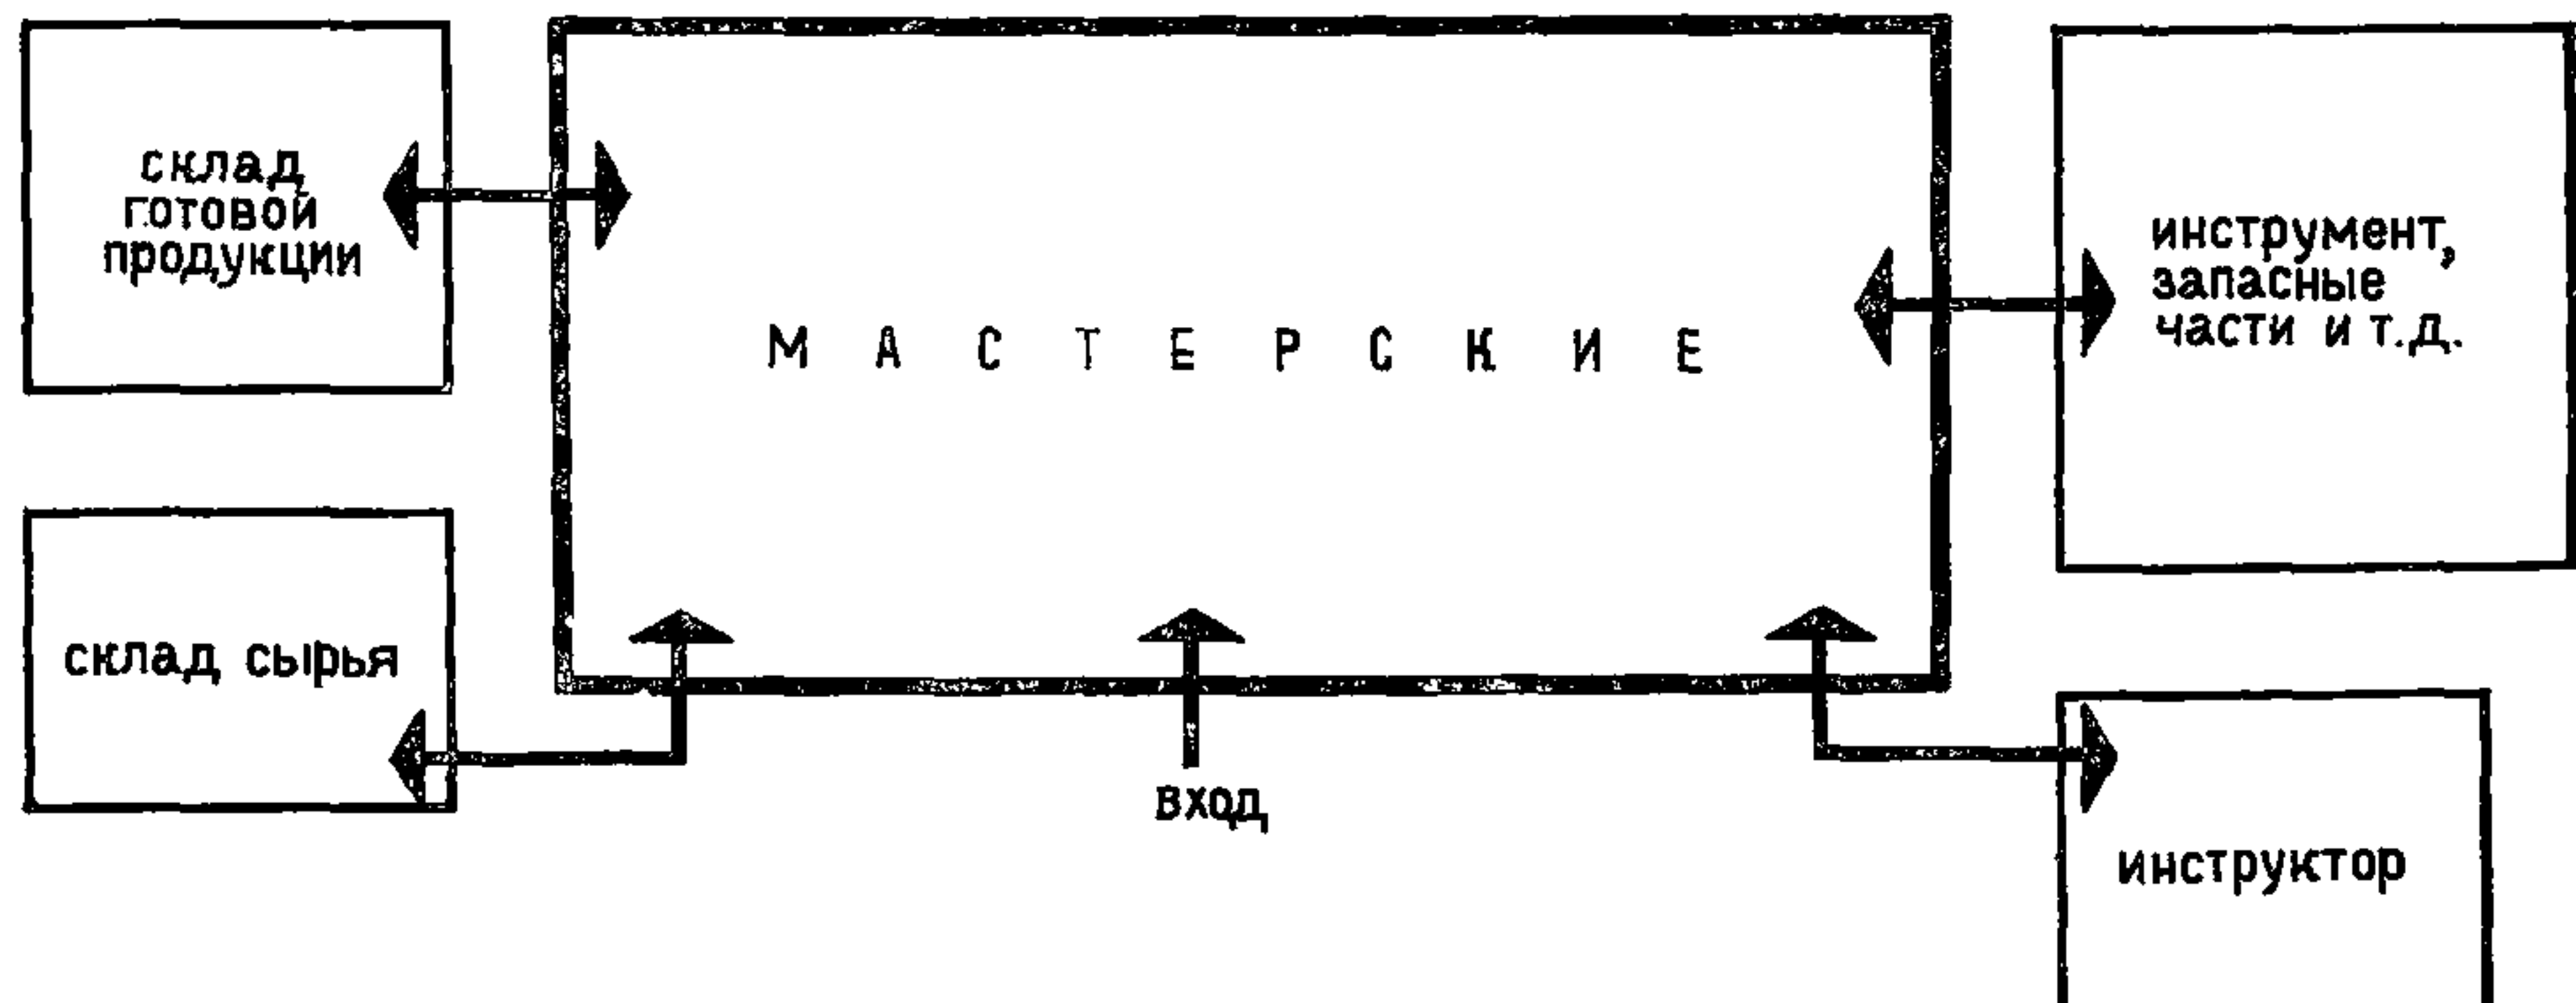 склад
готовой
продукции
МАСТЕРСКИЕ
инструмент,
запасные
части и т.д.
склад сырья
вход
инструктор